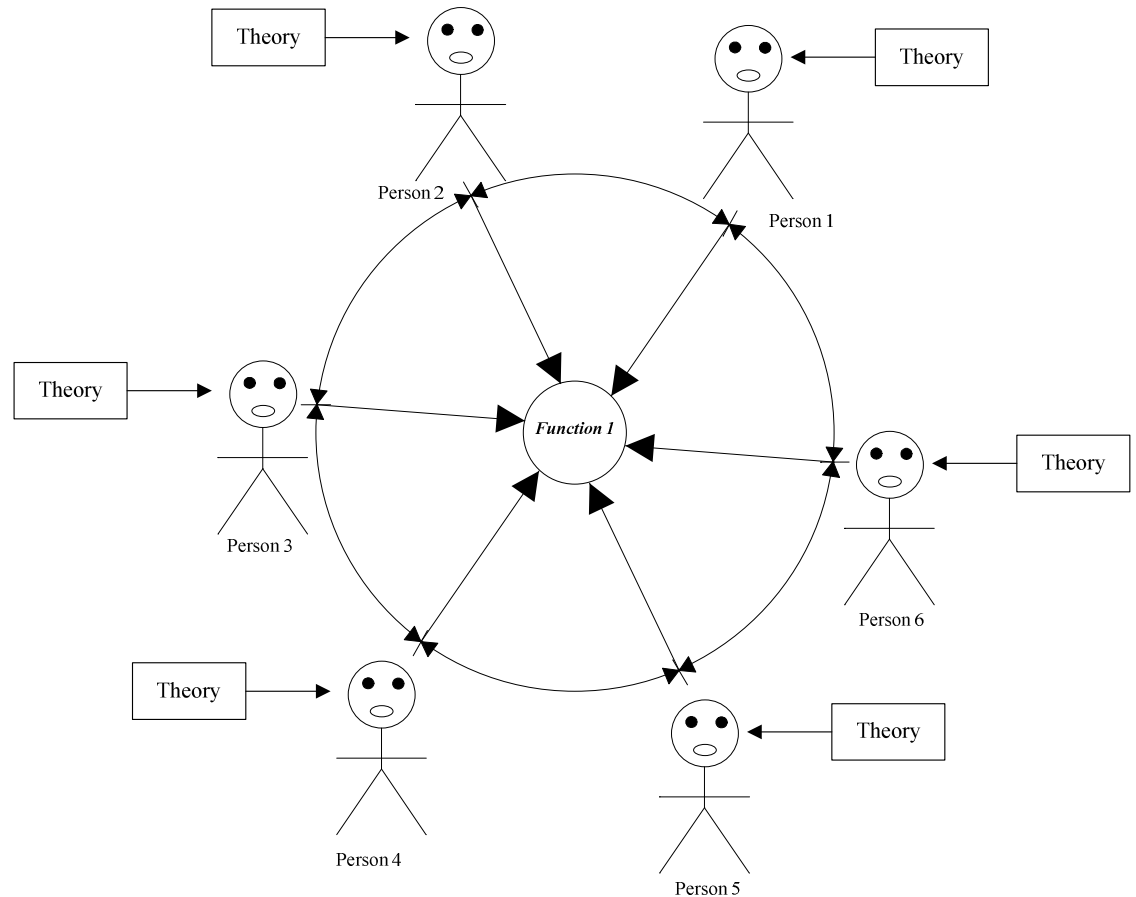 Theory
Theory
Person 2
Person 1
Theory
Function 1
Theory
Person 3
Person 6
Theory
Theory
Person 4
Person 5